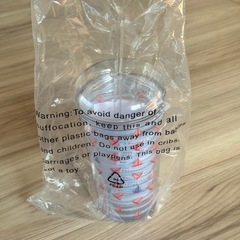 Warning: To avoid danger of
suffocation, keep this and all
other plastic bags away from babies
and children. Do not use in cribs,
carriages or playpens. This bag is
not a toy.